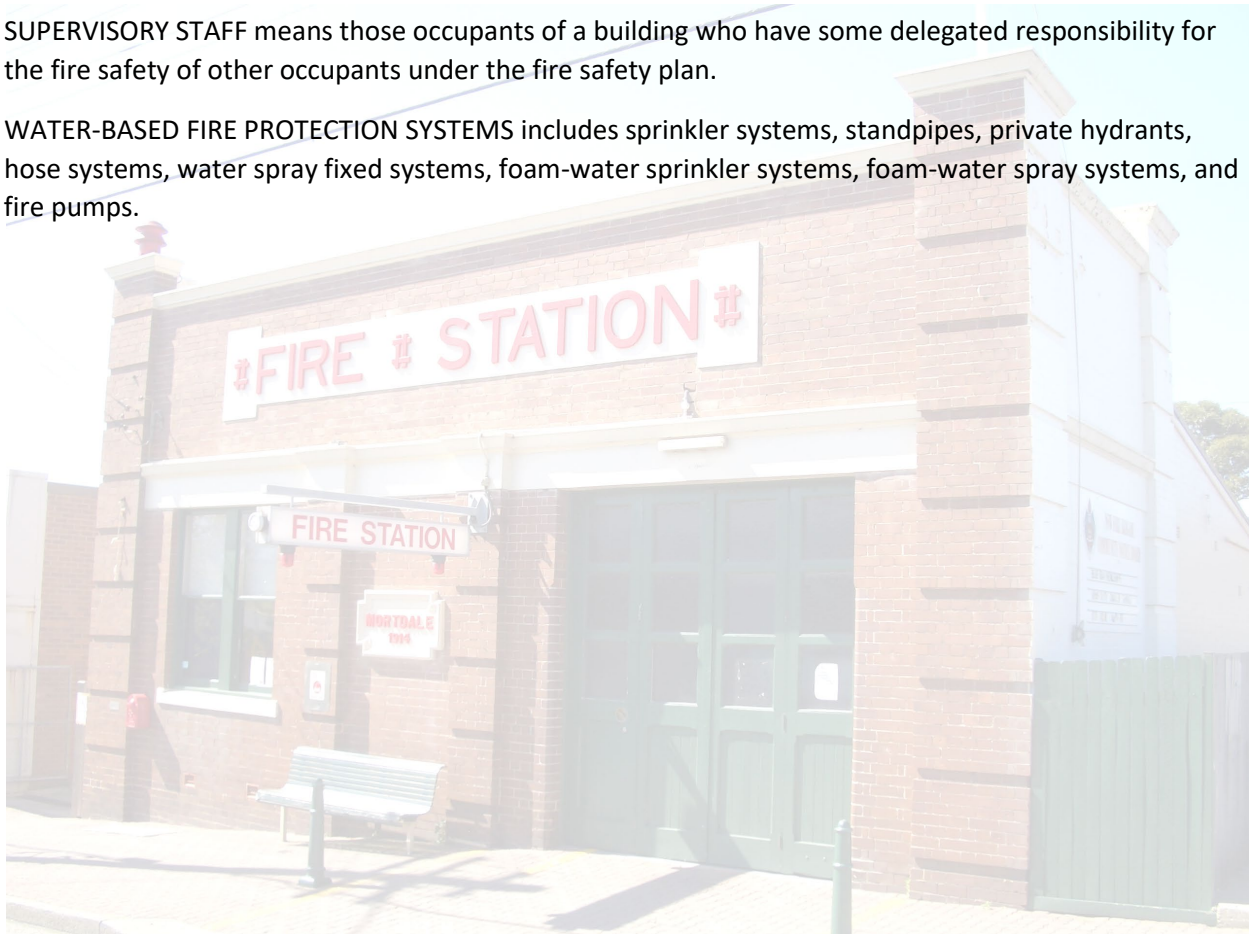 SUPERVISORY STAFF means those occupants of a building who have some delegated responsibility for
the fire safety of other occupants under the fire safety plan.
WATER-BASED FIRE PROTECTION SYSTEMS includes sprinkler systems, standpipes, private hydrants,
hose systems, water spray fixed systems, foam-water sprinkler systems, foam-water spray systems, and
fire pumps.
FIRE STATION
FIRE STATION
MORTDALE